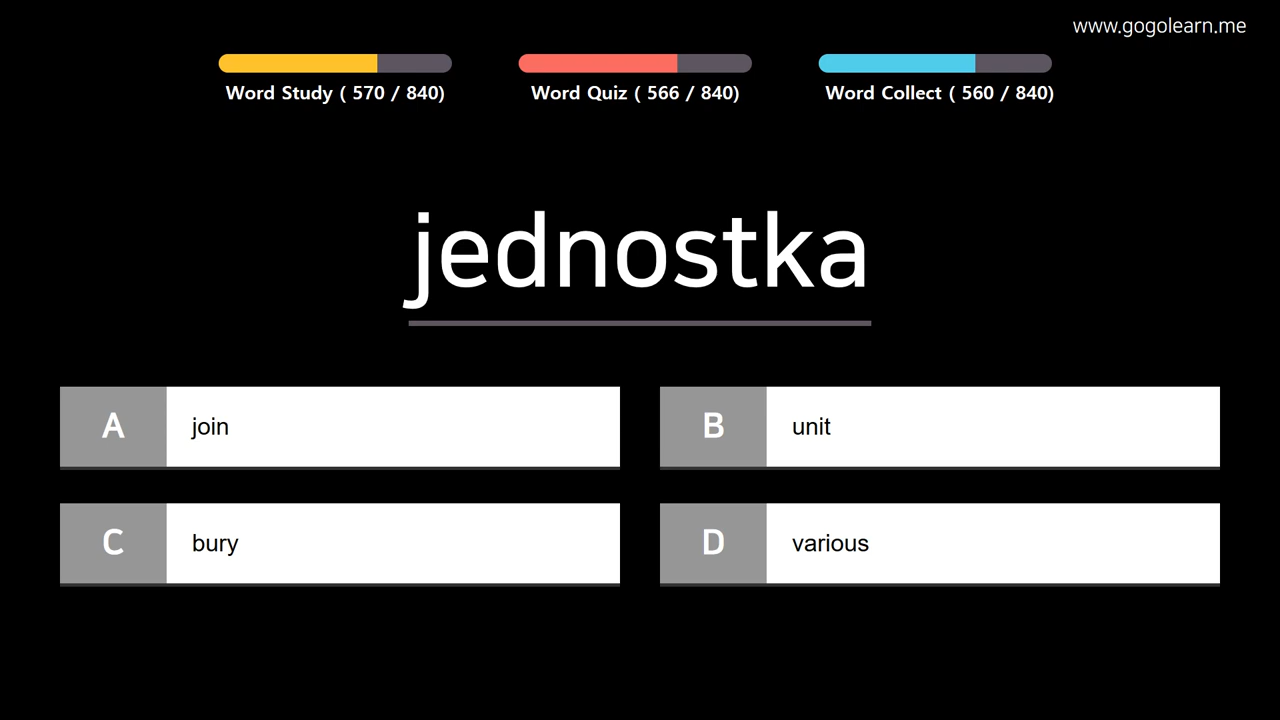 www.gogolearn.me
Word Study ( 570 / 840)
Word Quiz ( 566 / 840)
Word Collect ( 560 / 840)
jednostka
A join
B unit
C bury
D various